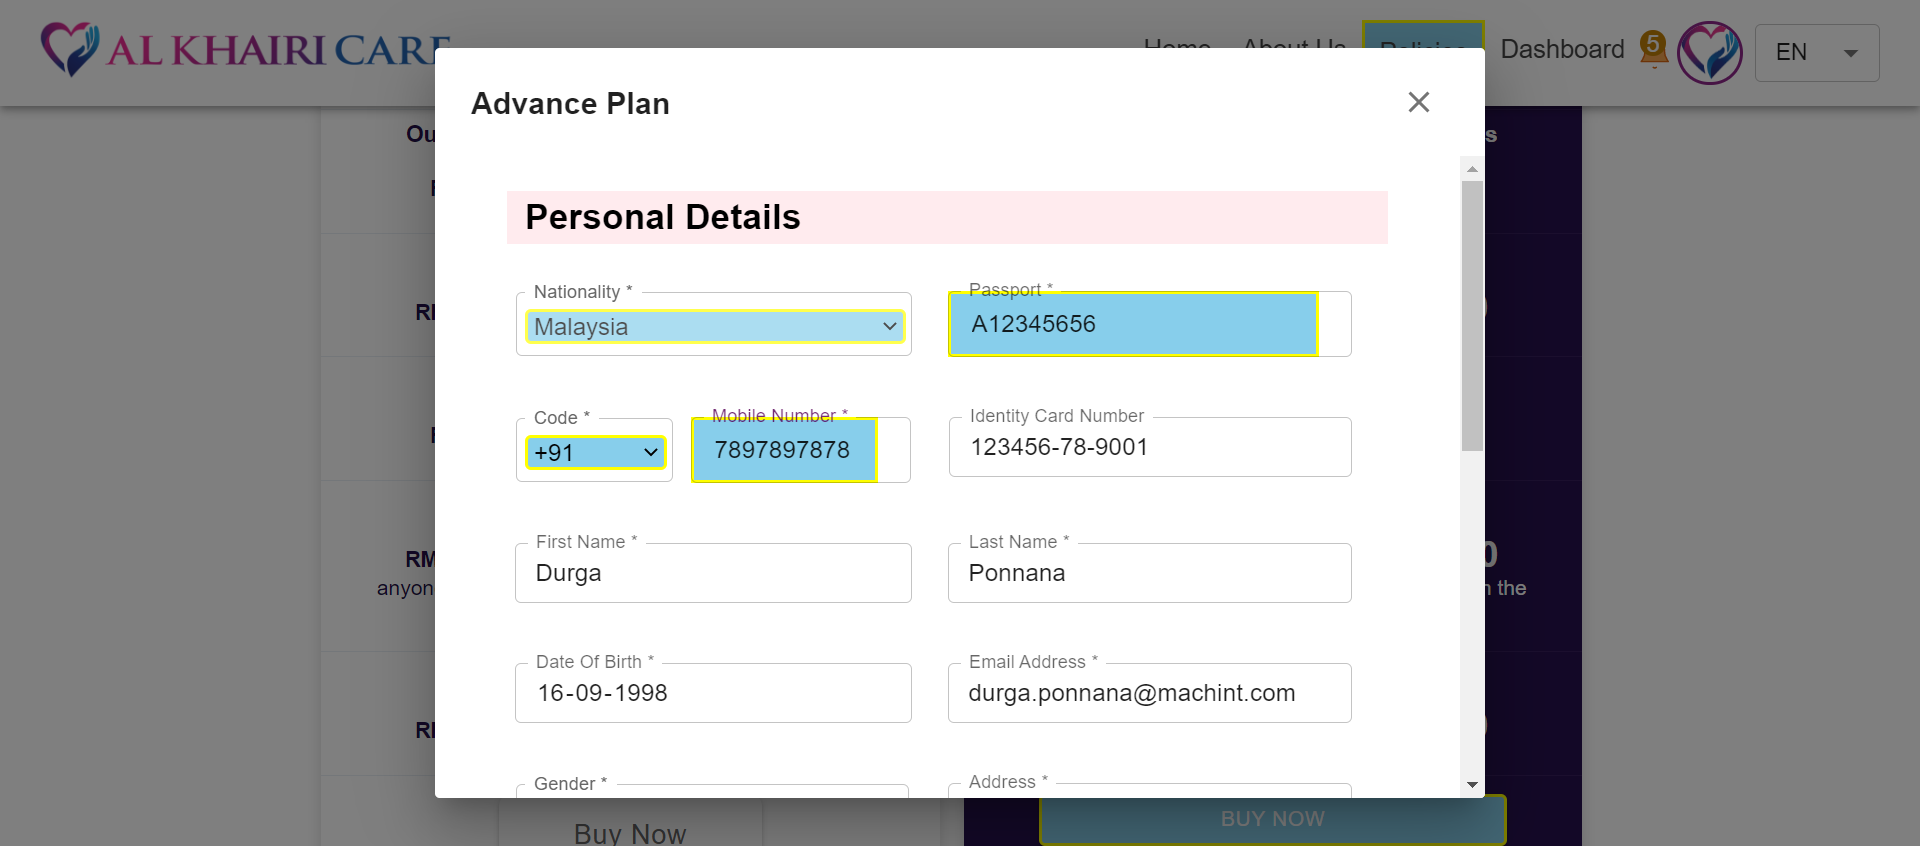 AL KHAIRI CARE
Home About Us Policies Dashboard 5 EN
Advance Plan
Personal Details
Nationality *
Malaysia
Passport *
A12345656
Code *
+91
Mobile Number *
7897897878
Identity Card Number
123456-78-9001
First Name *
Durga
Last Name *
Ponnana
Date Of Birth *
16-09-1998
Email Address *
durga.ponnana@machint.com
Gender *
Address *
Buy Now
BUY NOW
Ou
RM
anyon
the